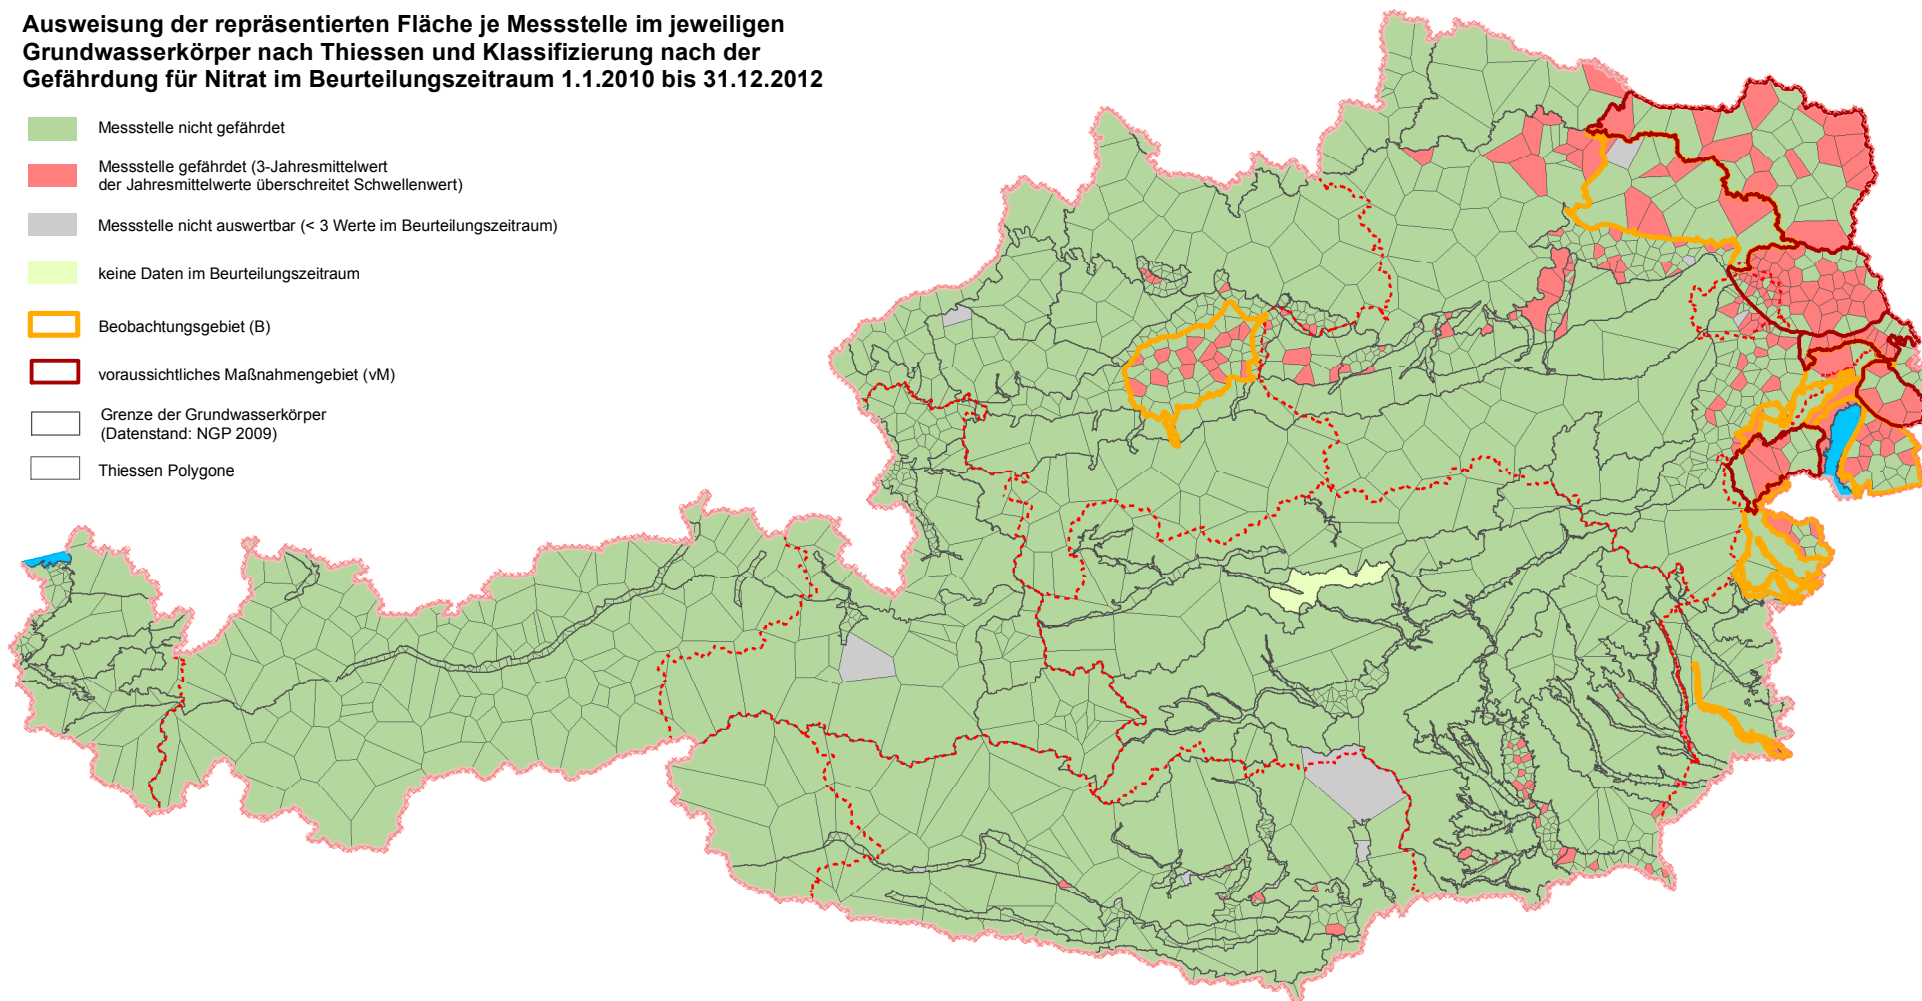 Ausweisung der repräsentierten Fläche je Messstelle im jeweiligen
Grundwasserkörper nach Thiessen und Klassifizierung nach der
Gefährdung für Nitrat im Beurteilungszeitraum 1.1.2010 bis 31.12.2012
Messstelle nicht gefährdet
Messstelle gefährdet (3-Jahresmittelwert
der Jahresmittelwerte überschreitet Schwellenwert)
Messstelle nicht auswertbar (< 3 Werte im Beurteilungszeitraum)
keine Daten im Beurteilungszeitraum
Beobachtungsgebiet (B)
voraussichtliches Maßnahmengebiet (vM)
Grenze der Grundwasserkörper
(Datenstand: NGP 2009)
Thiessen Polygone